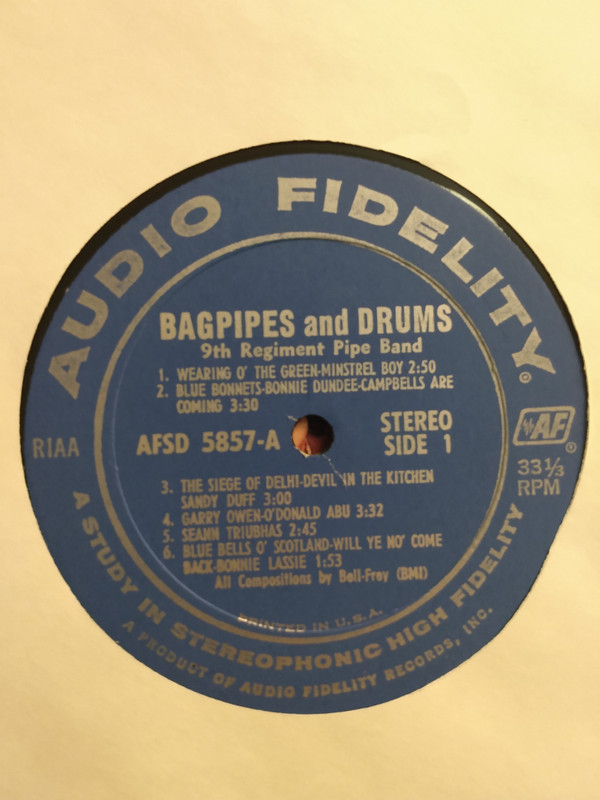 AUDIO FIDELITY®
BAGPIPES and DRUMS
9th Regiment Pipe Band
1. WEARING O' THE GREEN-MINSTREL BOY 2:50
2. BLUE BONNETS-BONNIE DUNDEE-CAMPBELLS ARE
COMING 3:30
RIAA
AFSD 5857-A
STEREO
SIDE 1
AF®
33 1/3
RPM
3. THE SIEGE OF DELHI-DEVIL IN THE KITCHEN
SANDY DUFF 3:00
4. GARRY OWEN-O'DONALD ABU 3:32
5. SEANN TRIUBHAS 2:45
6. BLUE BELLS O' SCOTLAND-WILL YE NO' COME
BACK-BONNIE LASSIE 1:53
All Compositions by Bell-Frey (BMI)
PRINTED IN U.S.A.
A STUDY IN STEREOPHONIC HIGH FIDELITY
A PRODUCT OF AUDIO FIDELITY RECORDS, INC.